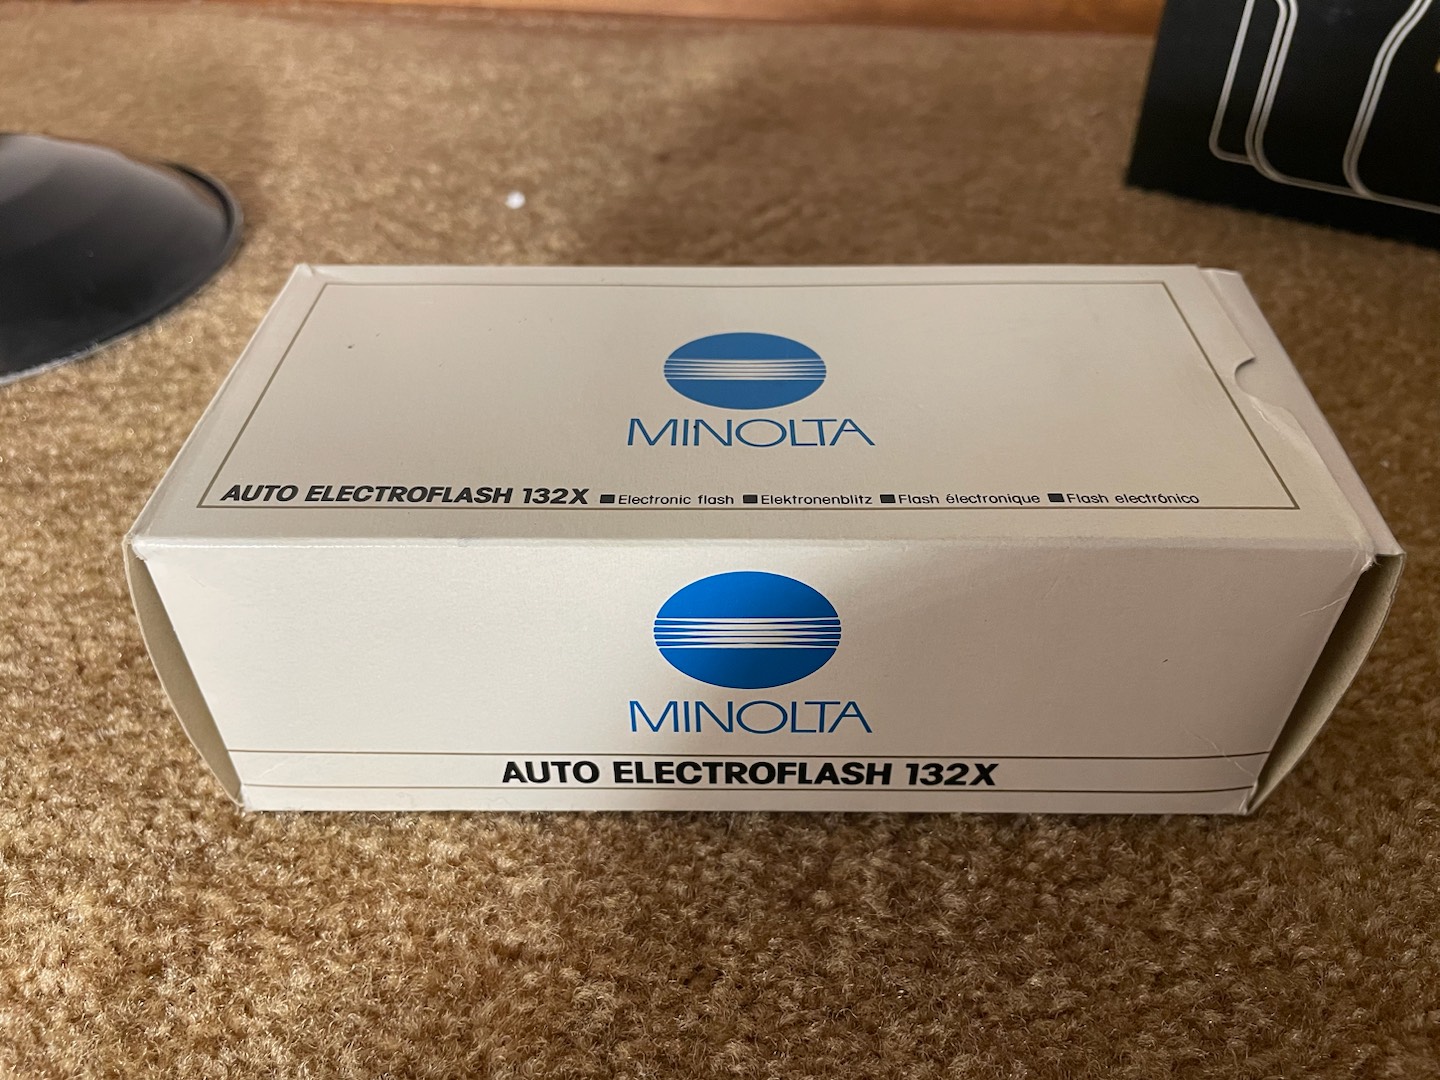 MINOLTA
AUTO ELECTROFLASH 132X ■Electronic flash ■Elektronenblitz ■Flash électronique ■Flash electrónico
MINOLTA
AUTO ELECTROFLASH 132X